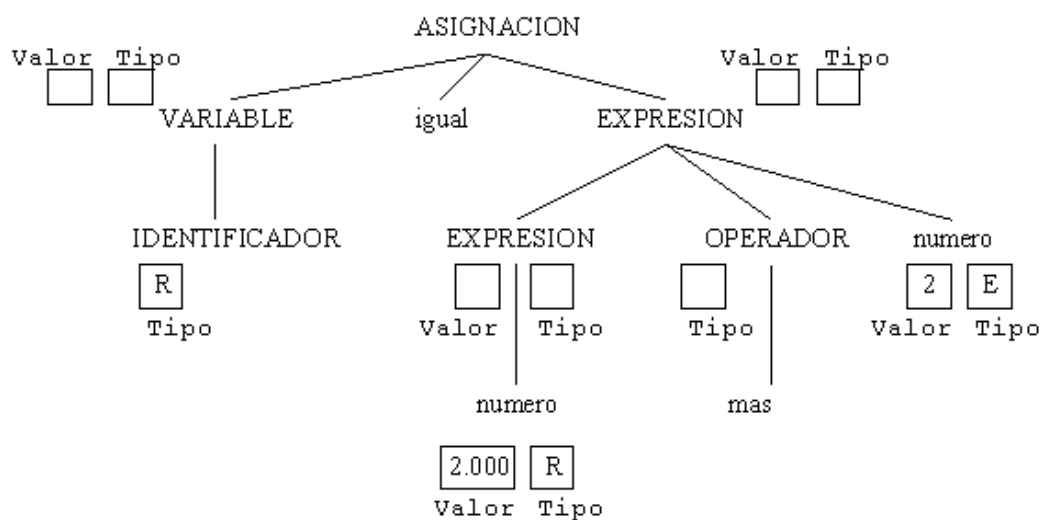 ASIGNACION
Valor Tipo Valor Tipo
VARIABLE igual EXPRESION
IDENTIFICADOR EXPRESION OPERADOR numero
R 2 E
Tipo Valor Tipo Tipo Valor Tipo
numero mas
2.000 R
Valor Tipo